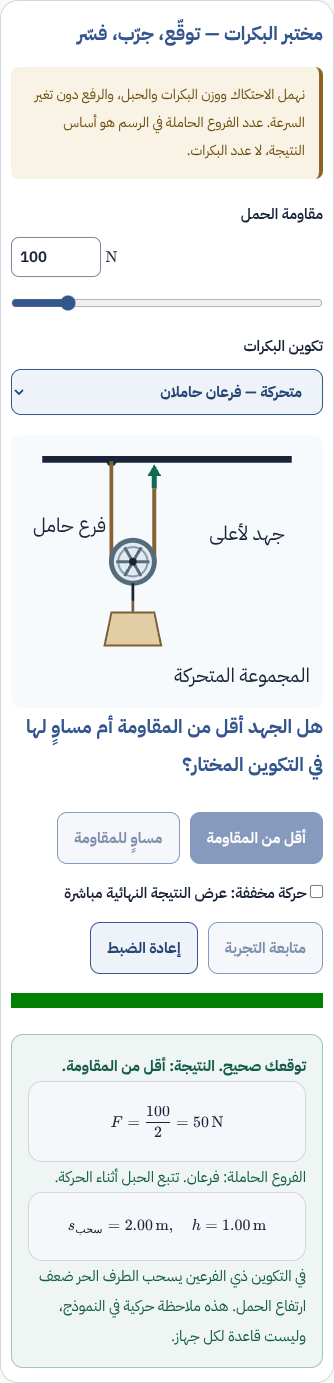 مختبر البكرات — توقّع، جرّب، فسّر
نهمل الاحتكاك ووزن البكرات والحبل، والرفع دون تغير
السرعة. عدد الفروع الحاملة في الرسم هو أساس
النتيجة، لا عدد البكرات.
مقاومة الحمل
100 N
تكوين البكرات
متحركة — فرعان حاملان
فرع حامل
جهد لأعلى
المجموعة المتحركة
هل الجهد أقل من المقاومة أم مساوٍ لها
في التكوين المختار؟
أقل من المقاومة
مساوٍ للمقاومة
حركة مخففة: عرض النتيجة النهائية مباشرة
متابعة التجربة
إعادة الضبط
توقعك صحيح. النتيجة: أقل من المقاومة.
F = 100/2 = 50 N
الفروع الحاملة: فرعان. تتبع الحبل أثناء الحركة.
s سحب = 2.00 m, h = 1.00 m
في التكوين ذي الفرعين يسحب الطرف الحر ضعف
ارتفاع الحمل. هذه ملاحظة حركية في النموذج،
وليست قاعدة لكل جهاز.